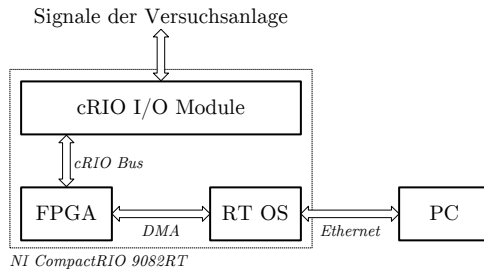 Signale der Versuchsanlage
cRIO I/O Module
cRIO Bus
FPGA
RT OS
PC
DMA
Ethernet
NI CompactRIO 9082RT